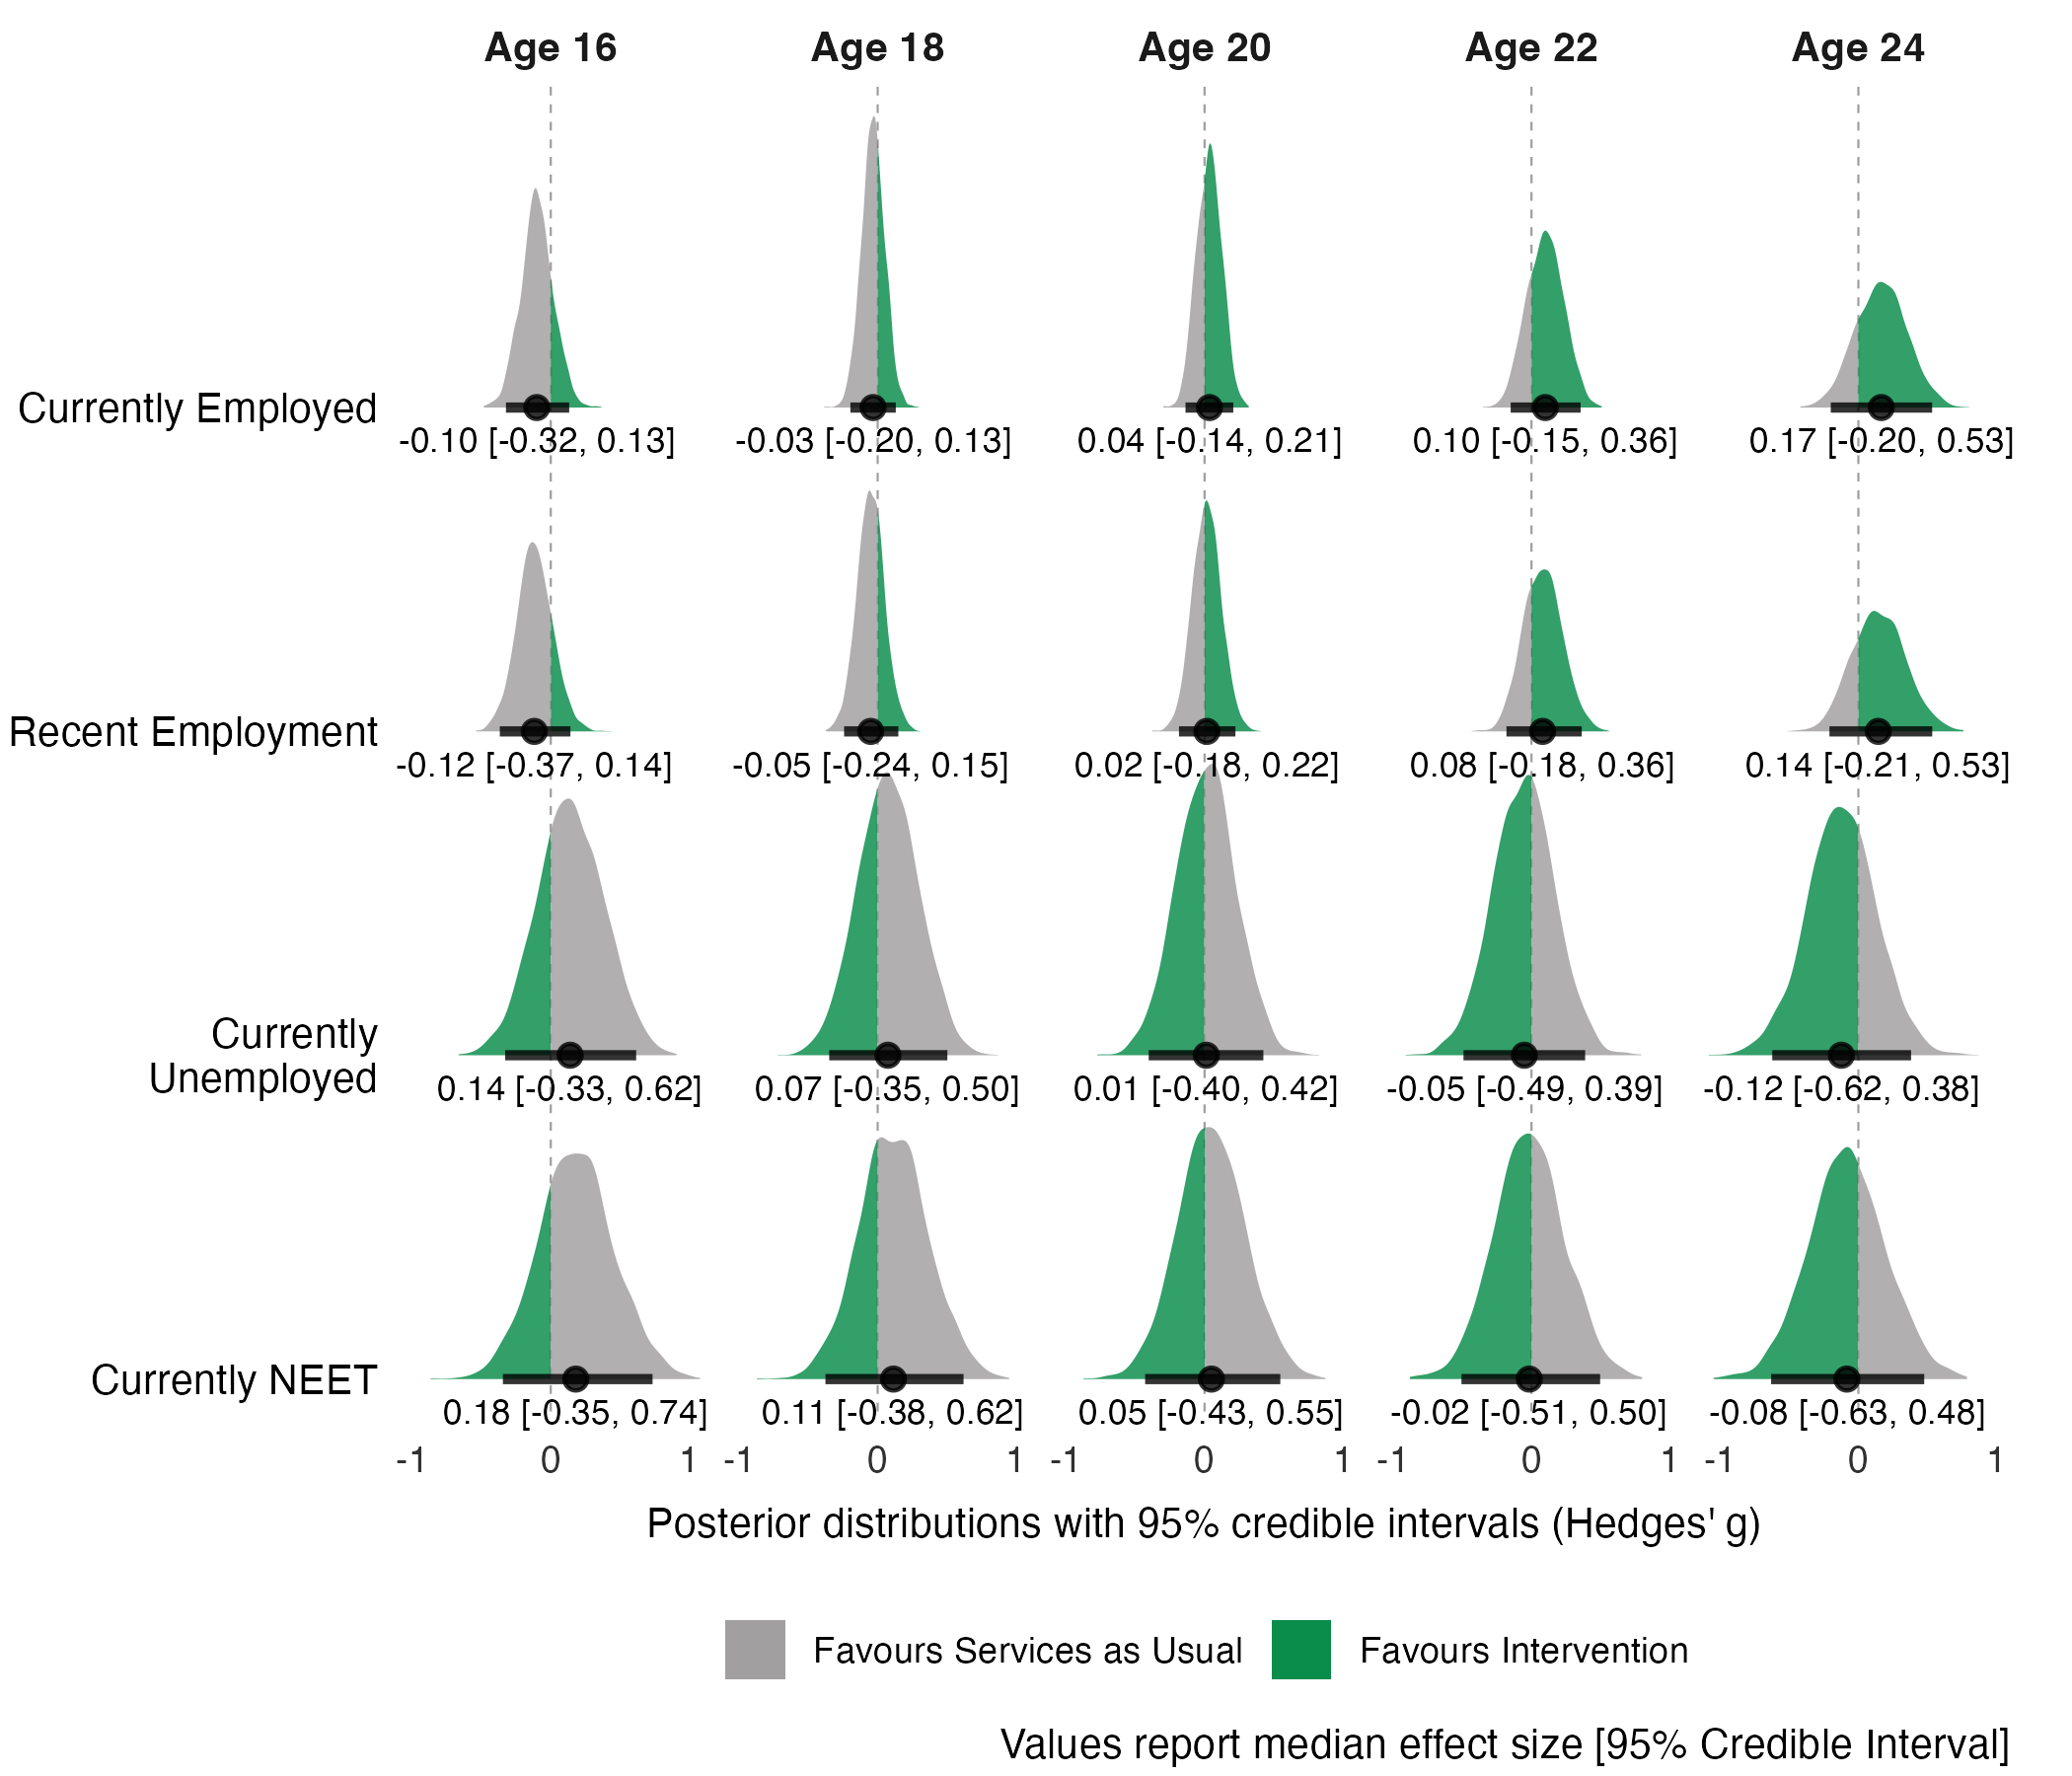 Age 16 Age 18 Age 20 Age 22 Age 24
Currently Employed
-0.10 [-0.32, 0.13] -0.03 [-0.20, 0.13] 0.04 [-0.14, 0.21] 0.10 [-0.15, 0.36] 0.17 [-0.20, 0.53]
Recent Employment
-0.12 [-0.37, 0.14] -0.05 [-0.24, 0.15] 0.02 [-0.18, 0.22] 0.08 [-0.18, 0.36] 0.14 [-0.21, 0.53]
Currently
Unemployed
0.14 [-0.33, 0.62] 0.07 [-0.35, 0.50] 0.01 [-0.40, 0.42] -0.05 [-0.49, 0.39] -0.12 [-0.62, 0.38]
Currently NEET
0.18 [-0.35, 0.74] 0.11 [-0.38, 0.62] 0.05 [-0.43, 0.55] -0.02 [-0.51, 0.50] -0.08 [-0.63, 0.48]
-1 0 1 -1 0 1 -1 0 1 -1 0 1 -1 0 1
Posterior distributions with 95% credible intervals (Hedges' g)
Favours Services as Usual Favours Intervention
Values report median effect size [95% Credible Interval]